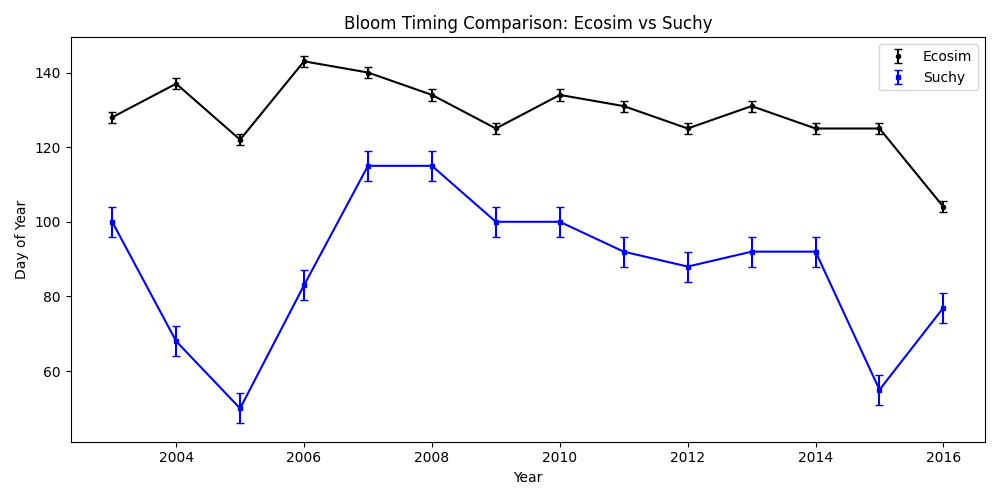 Bloom Timing Comparison: Ecosim vs Suchy
Ecosim
Suchy
Day of Year
140
120
100
80
60
2004
2006
2008
2010
2012
2014
2016
Year